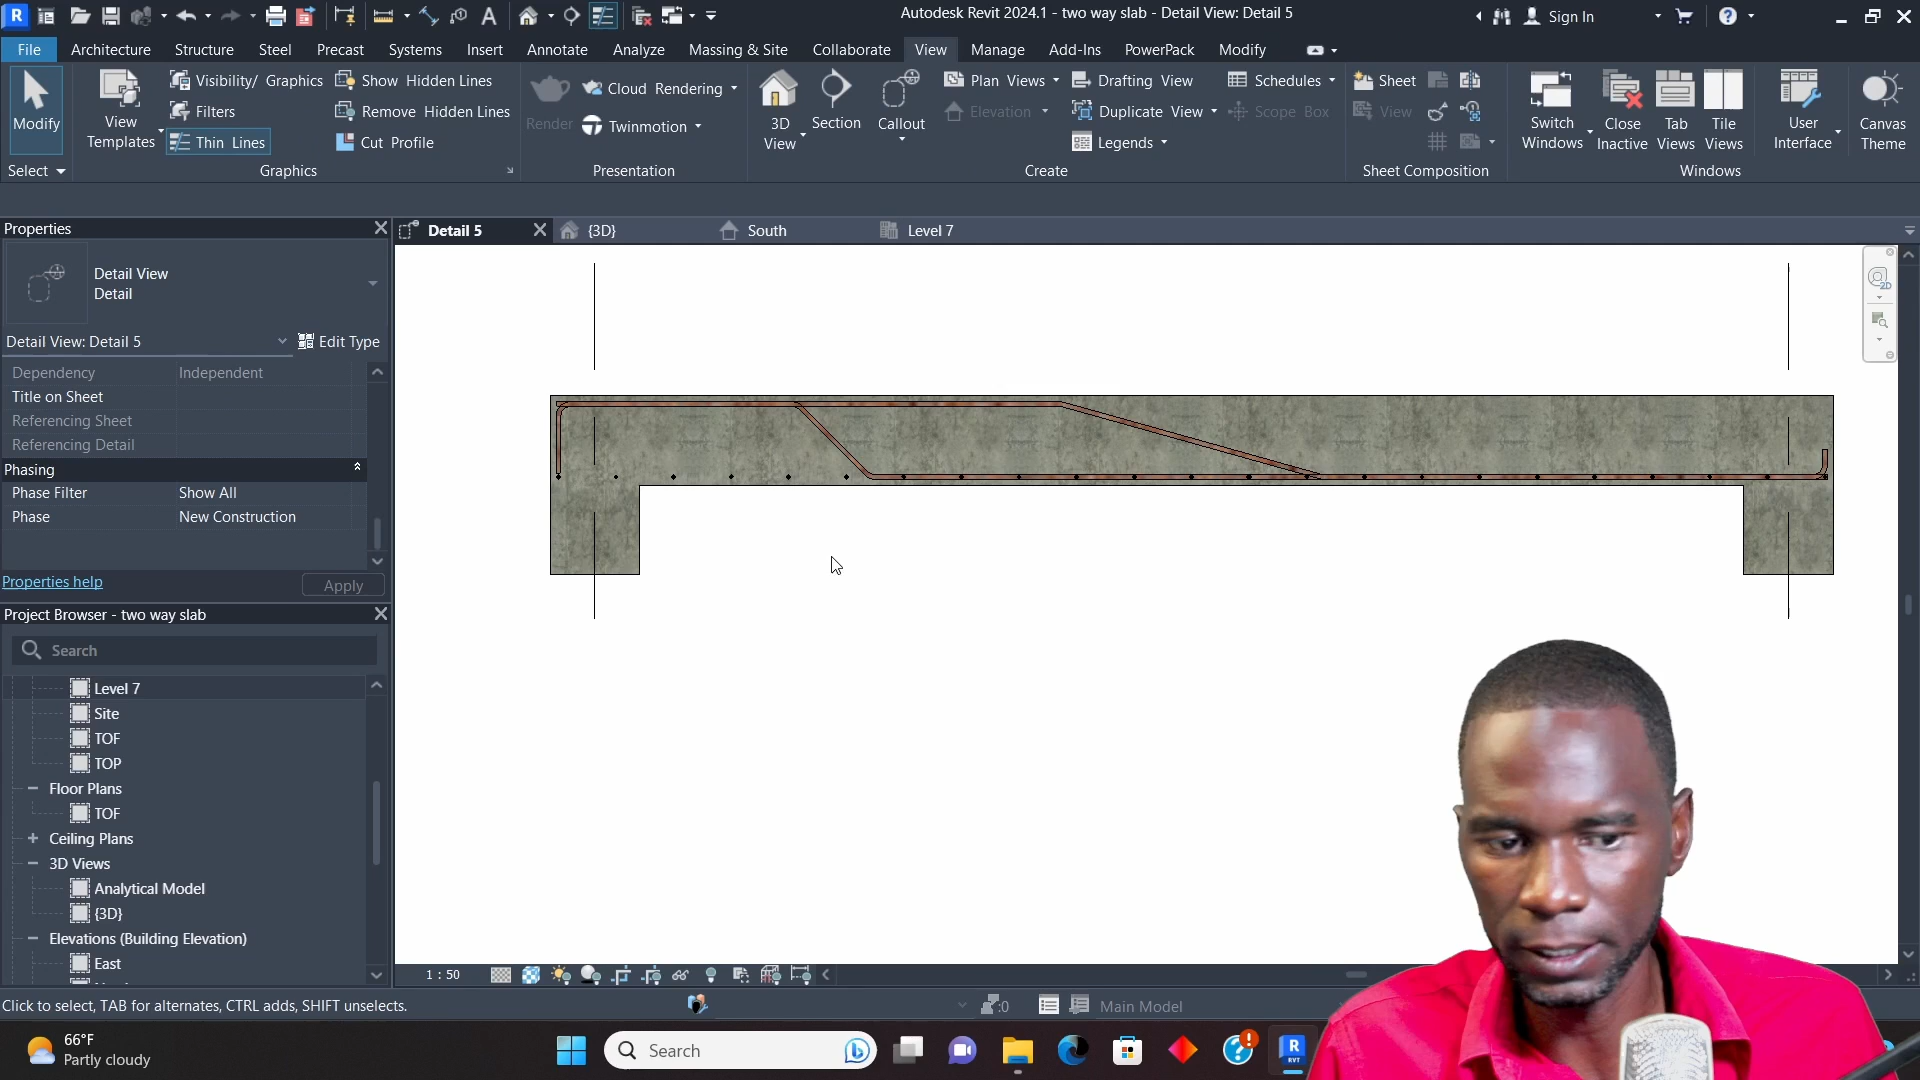 Autodesk Revit 2024.1 - two way slab - Detail View: Detail 5
Sign In
File Architecture Structure Steel Precast Systems Insert Annotate Analyze Massing & Site Collaborate View Manage Add-Ins PowerPack Modify
Modify
View
Templates
Visibility/ Graphics
Filters
Thin Lines
Show Hidden Lines
Remove Hidden Lines
Cut Profile
Render
Cloud Rendering
Twinmotion
3D
View
Section
Callout
Plan Views
Elevation
Drafting View
Duplicate View
Legends
Schedules
Scope Box
Sheet
View
Switch
Windows
Close
Inactive
Tab
Views
Tile
Views
User
Interface
Canvas
Theme
Select
Graphics
Presentation
Create
Sheet Composition
Windows
Properties
Detail 5
{3D}
South
Level 7
Detail View
Detail
Detail View: Detail 5
Edit Type
Dependency Independent
Title on Sheet
Referencing Sheet
Referencing Detail
Phasing
Phase Filter Show All
Phase New Construction
Properties help
Apply
Project Browser - two way slab
Search
Level 7
Site
TOF
TOP
Floor Plans
TOF
Ceiling Plans
3D Views
Analytical Model
{3D}
Elevations (Building Elevation)
East
2D
1 : 50
Click to select, TAB for alternates, CTRL adds, SHIFT unselects.
:0
Main Model
66°F
Partly cloudy
Search
R
RVT